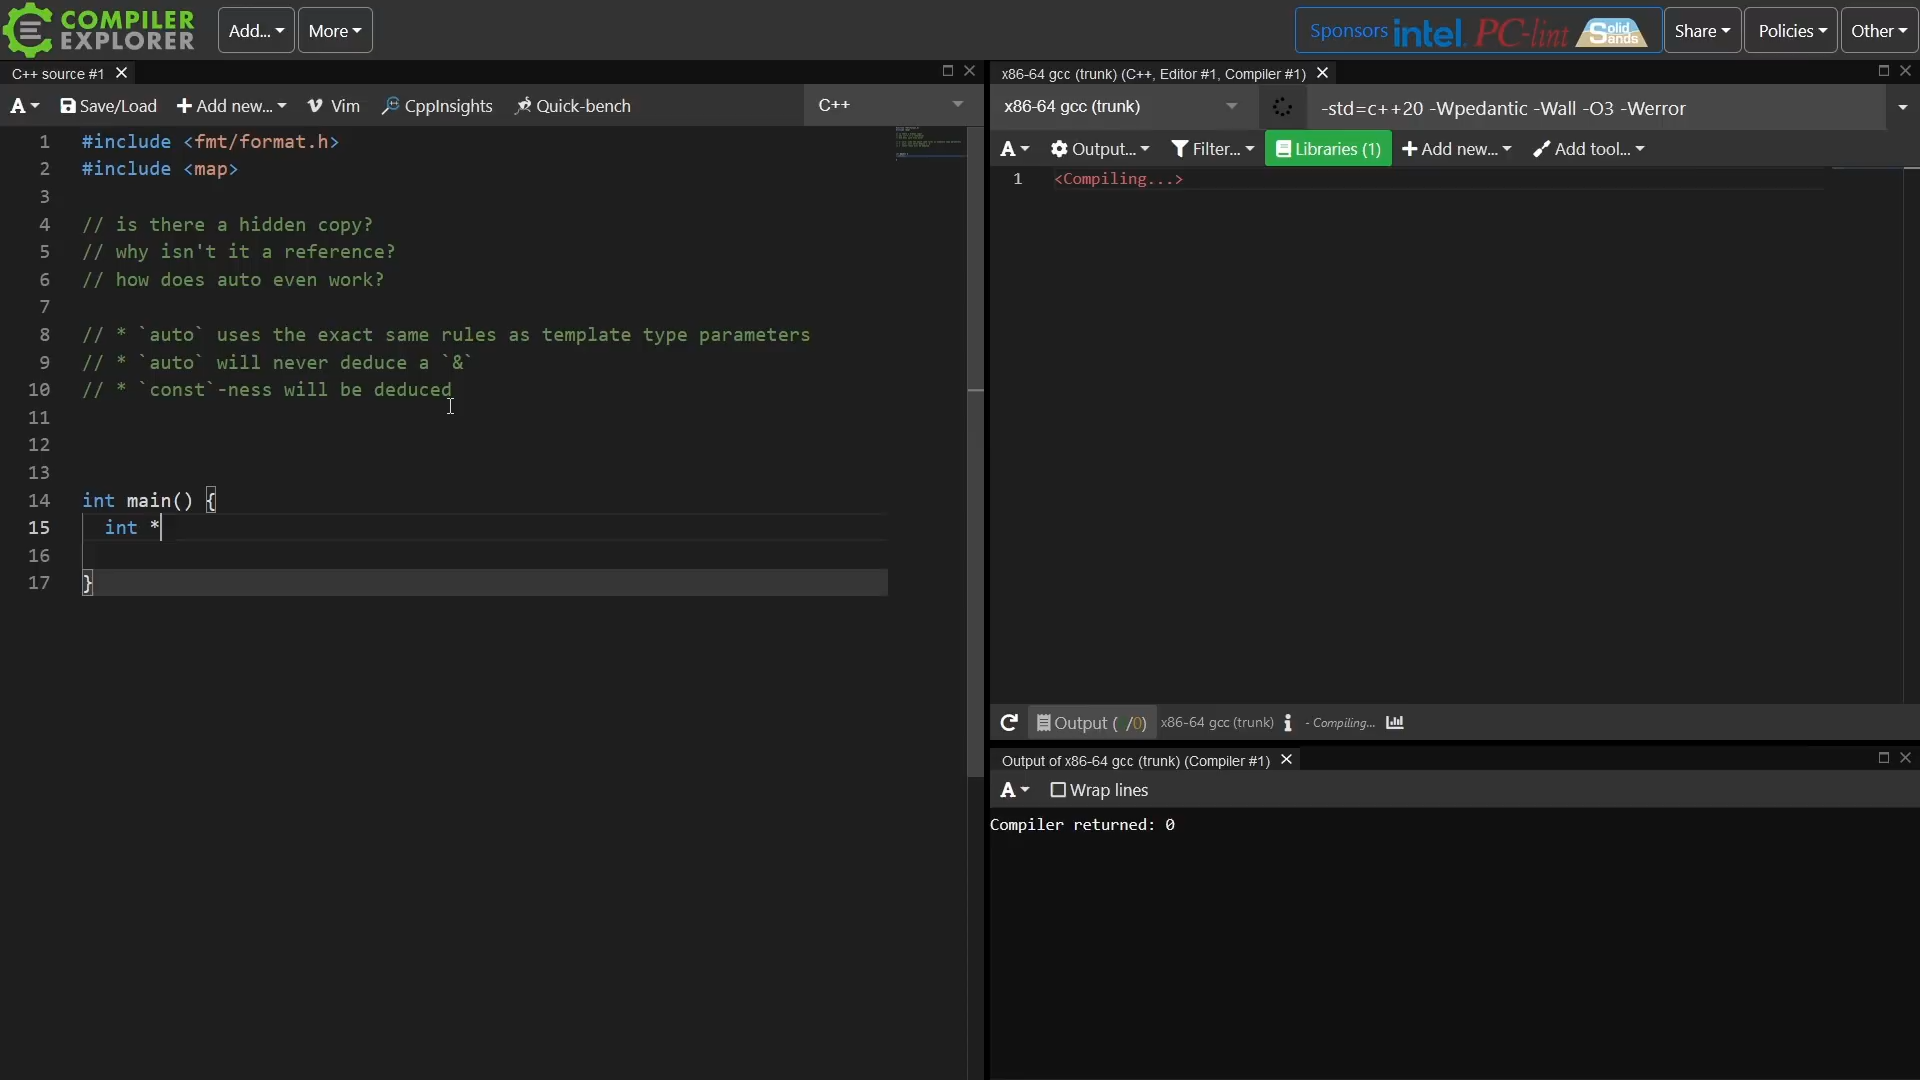 COMPILER EXPLORER Add... More Sponsors intel. PC-lint Solid Sands Share Policies Other
C++ source #1
A Save/Load Add new... Vim CppInsights Quick-bench C++
1 #include <fmt/format.h>
2 #include <map>
3
4 // is there a hidden copy?
5 // why isn't it a reference?
6 // how does auto even work?
7
8 // * `auto` uses the exact same rules as template type parameters
9 // * `auto` will never deduce a `&`
10 // * `const`-ness will be deduced
11
12
13
14 int main() {
15 int *
16
17 }
x86-64 gcc (trunk) (C++, Editor #1, Compiler #1)
x86-64 gcc (trunk) -std=c++20 -Wpedantic -Wall -O3 -Werror
A Output... Filter... Libraries (1) Add new... Add tool...
1 <Compiling...>
Output ( /0) x86-64 gcc (trunk) - Compiling...
Output of x86-64 gcc (trunk) (Compiler #1)
A Wrap lines
Compiler returned: 0